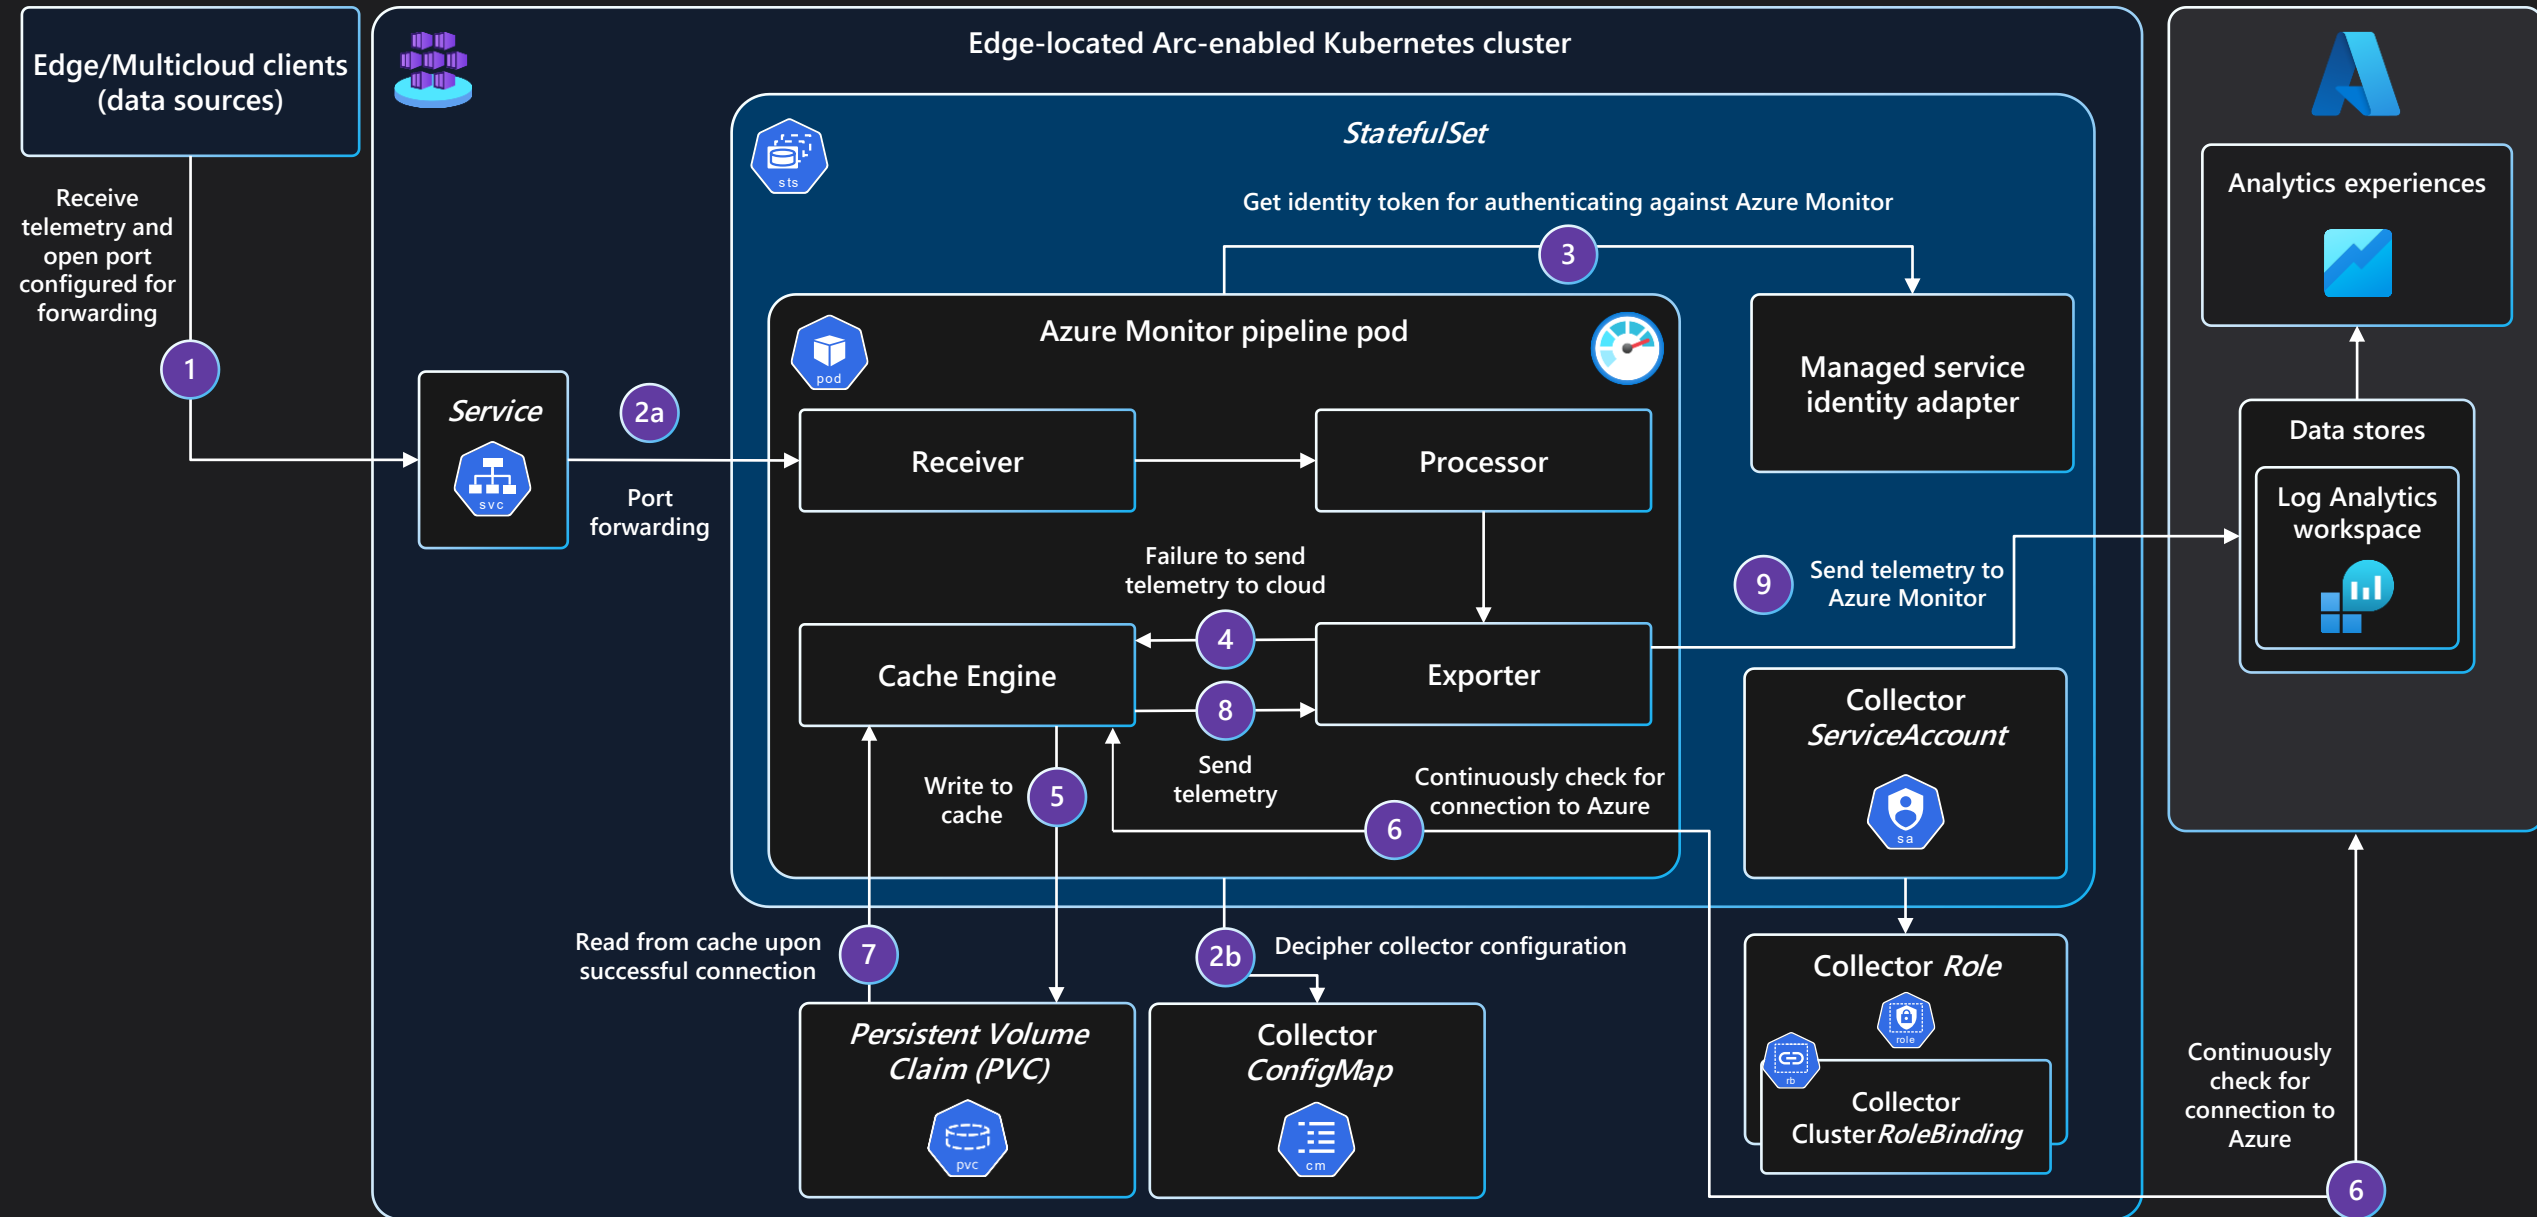 Edge/Multicloud clients
(data sources)
Receive
telemetry and
open port
configured for
forwarding
1
Edge-located Arc-enabled Kubernetes cluster
Service
svc
2a
Port
forwarding
StatefulSet
sts
Get identity token for authenticating against Azure Monitor
3
Azure Monitor pipeline pod
pod
Managed service
identity adapter
Receiver
Processor
Failure to send
telemetry to cloud
4
Cache Engine
Exporter
8
Send
telemetry
9
Send telemetry to
Azure Monitor
Write to
cache
5
Continuously check for
connection to Azure
6
Collector
ServiceAccount
sa
Read from cache upon
successful connection
7
2b
Decipher collector configuration
Persistent Volume
Claim (PVC)
pvc
Collector
ConfigMap
cm
Collector Role
role
rb
Collector
ClusterRoleBinding
Analytics experiences
Data stores
Log Analytics
workspace
Continuously
check for
connection to
Azure
6